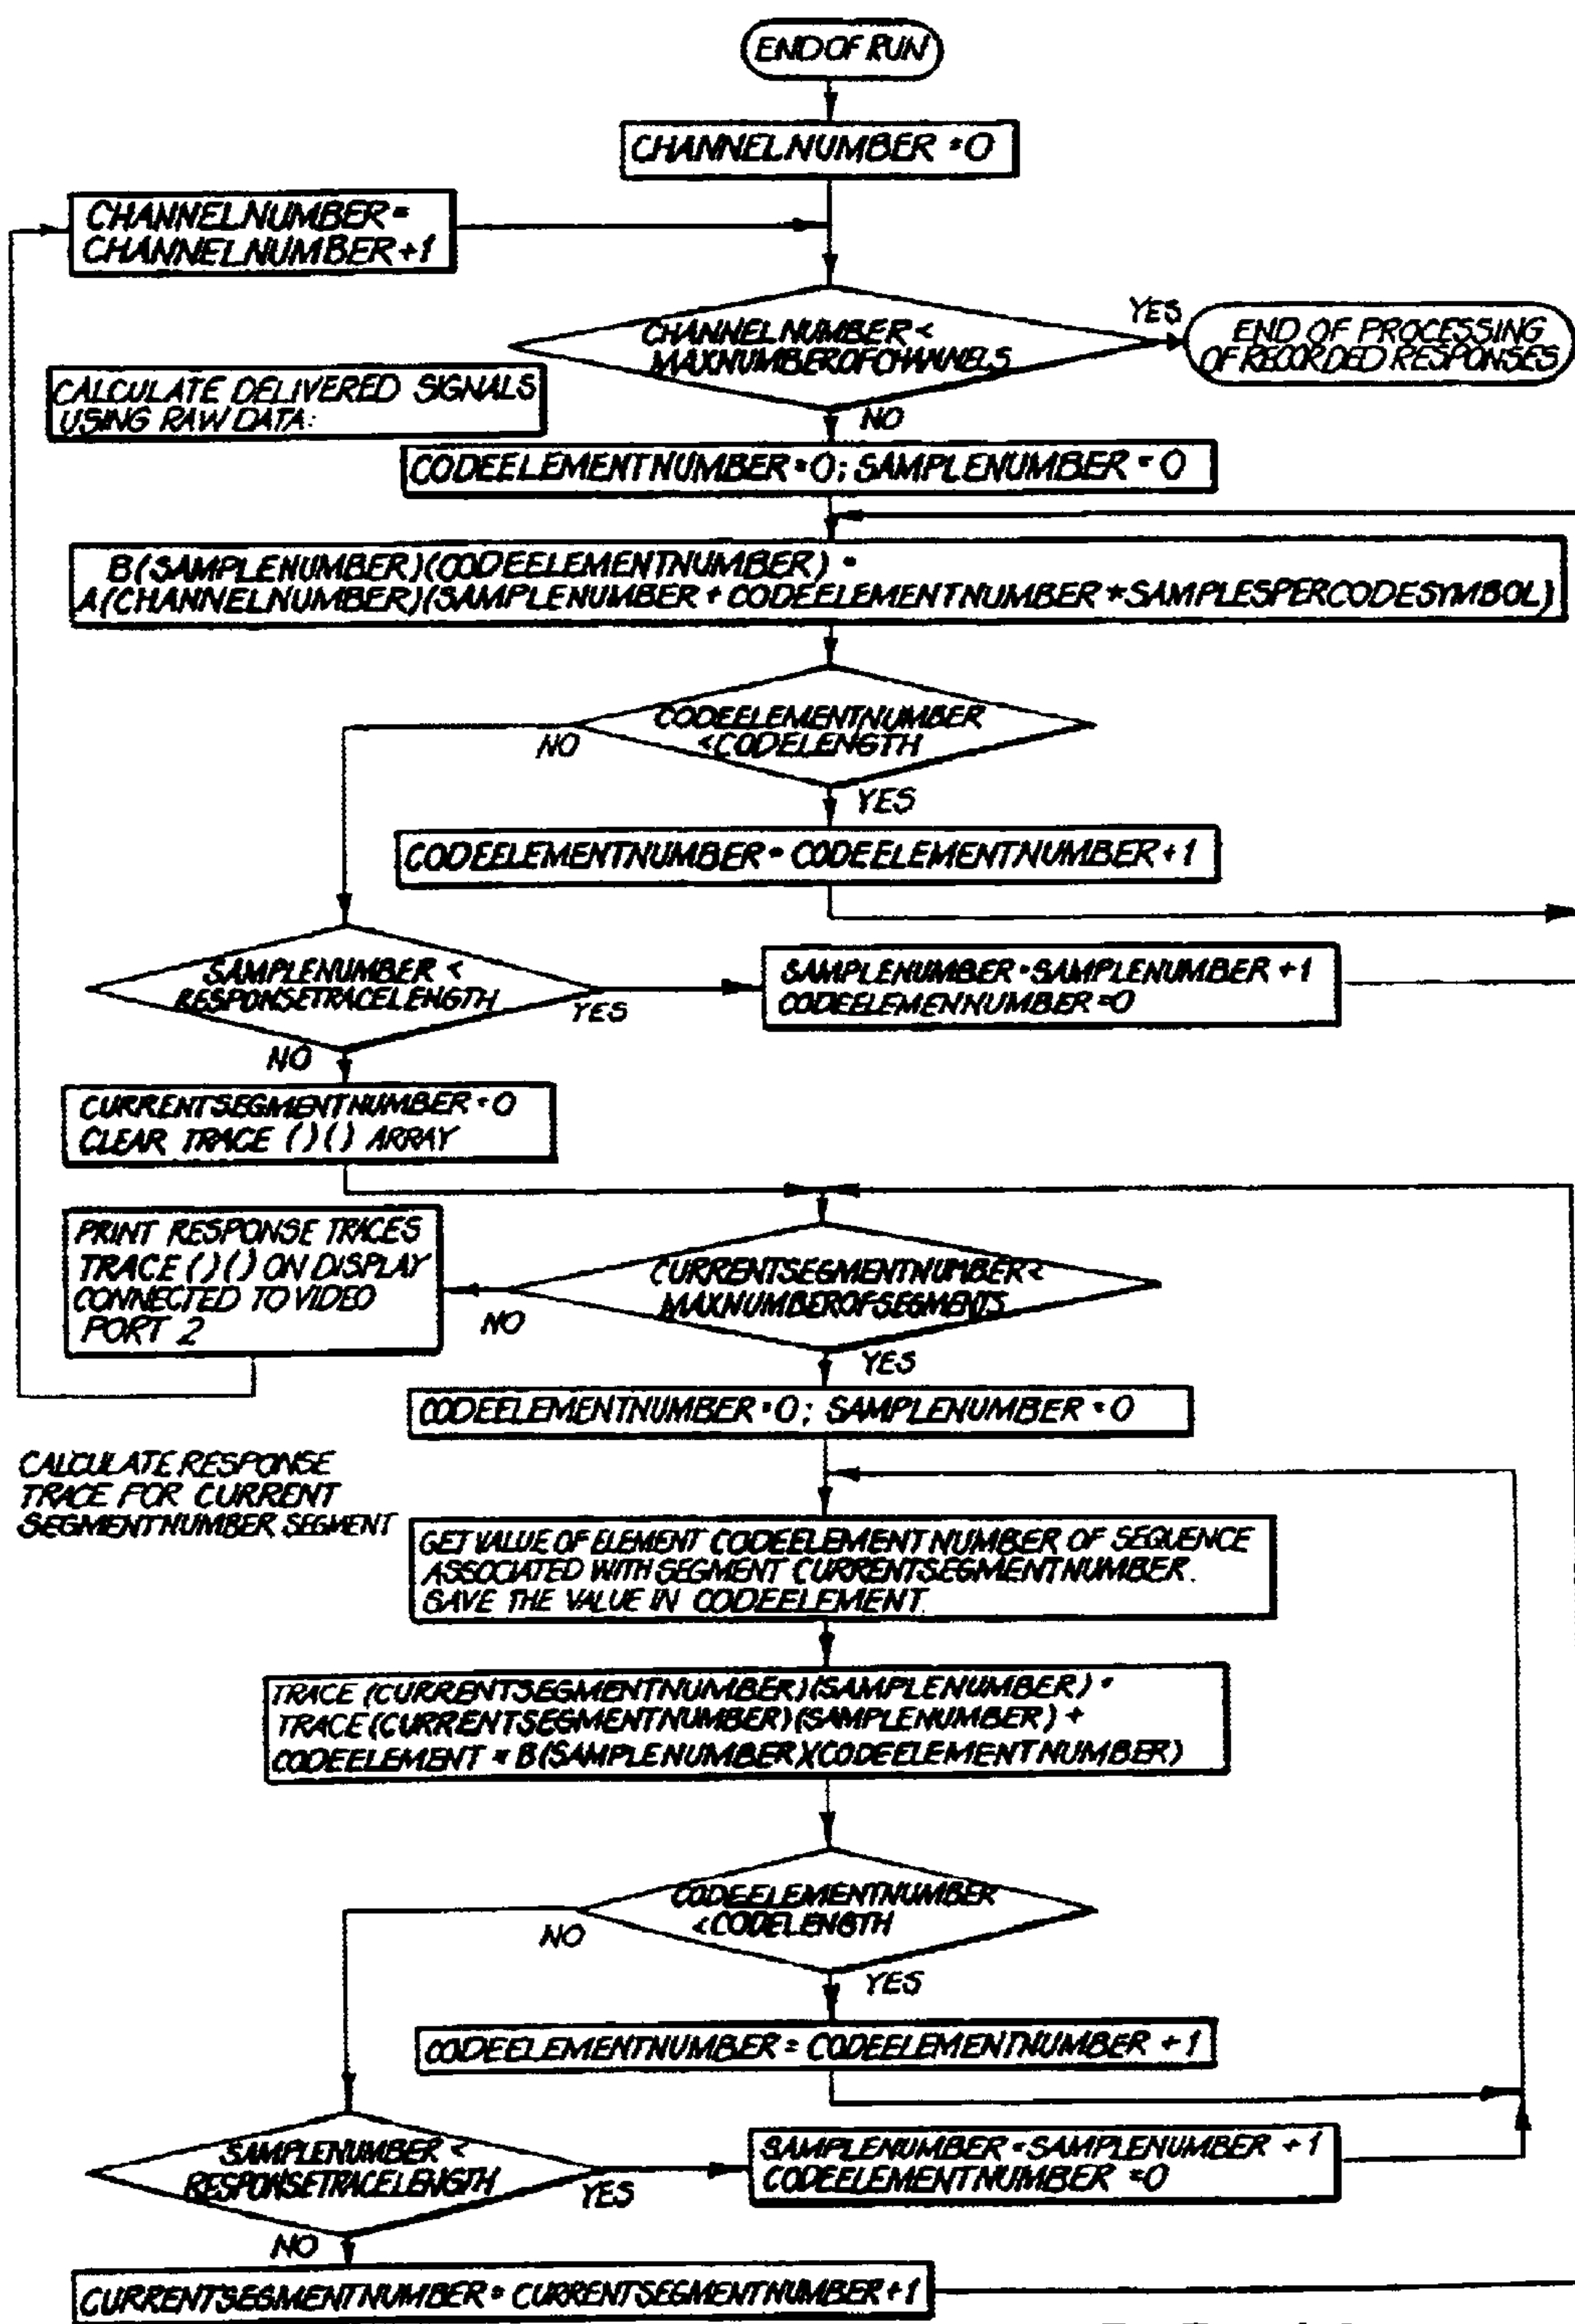 END OF RUN
CHANNELNUMBER = 0
CHANNELNUMBER =
CHANNELNUMBER + 1
CHANNELNUMBER <
MAXNUMBEROFCHANNELS
YES
END OF PROCESSING
OF RECORDED RESPONSES
CALCULATE DELIVERED SIGNALS
USING RAW DATA:
NO
CODEELEMENTNUMBER = 0; SAMPLENUMBER = 0
B(SAMPLENUMBER)(CODEELEMENTNUMBER) =
A(CHANNELNUMBER)(SAMPLENUMBER + CODEELEMENTNUMBER * SAMPLESPERCODESYMBOL)
CODEELEMENTNUMBER
< CODELENGTH
NO
YES
CODEELEMENTNUMBER = CODEELEMENTNUMBER + 1
SAMPLENUMBER <
RESPONSETRACELENGTH
YES
SAMPLENUMBER = SAMPLENUMBER + 1
CODEELEMENNUMBER = 0
NO
CURRENTSEGMENTNUMBER = 0
CLEAR TRACE ()() ARRAY
PRINT RESPONSE TRACES
TRACE ()() ON DISPLAY
CONNECTED TO VIDEO
PORT 2
CURRENTSEGMENTNUMBER <
MAXNUMBEROFSEGMENTS
NO
YES
CODEELEMENTNUMBER = 0; SAMPLENUMBER = 0
CALCULATE RESPONSE
TRACE FOR CURRENT
SEGMENTNUMBER SEGMENT
GET VALUE OF ELEMENT CODEELEMENTNUMBER OF SEQUENCE
ASSOCIATED WITH SEGMENT CURRENTSEGMENTNUMBER.
SAVE THE VALUE IN CODEELEMENT.
TRACE (CURRENTSEGMENTNUMBER)(SAMPLENUMBER) =
TRACE (CURRENTSEGMENTNUMBER)(SAMPLENUMBER) +
CODEELEMENT * B(SAMPLENUMBER)(CODEELEMENTNUMBER)
CODEELEMENTNUMBER
< CODELENGTH
NO
YES
CODEELEMENTNUMBER = CODEELEMENTNUMBER + 1
SAMPLENUMBER <
RESPONSETRACELENGTH
YES
SAMPLENUMBER = SAMPLENUMBER + 1
CODEELEMENTNUMBER = 0
NO
CURRENTSEGMENTNUMBER = CURRENTSEGMENTNUMBER + 1